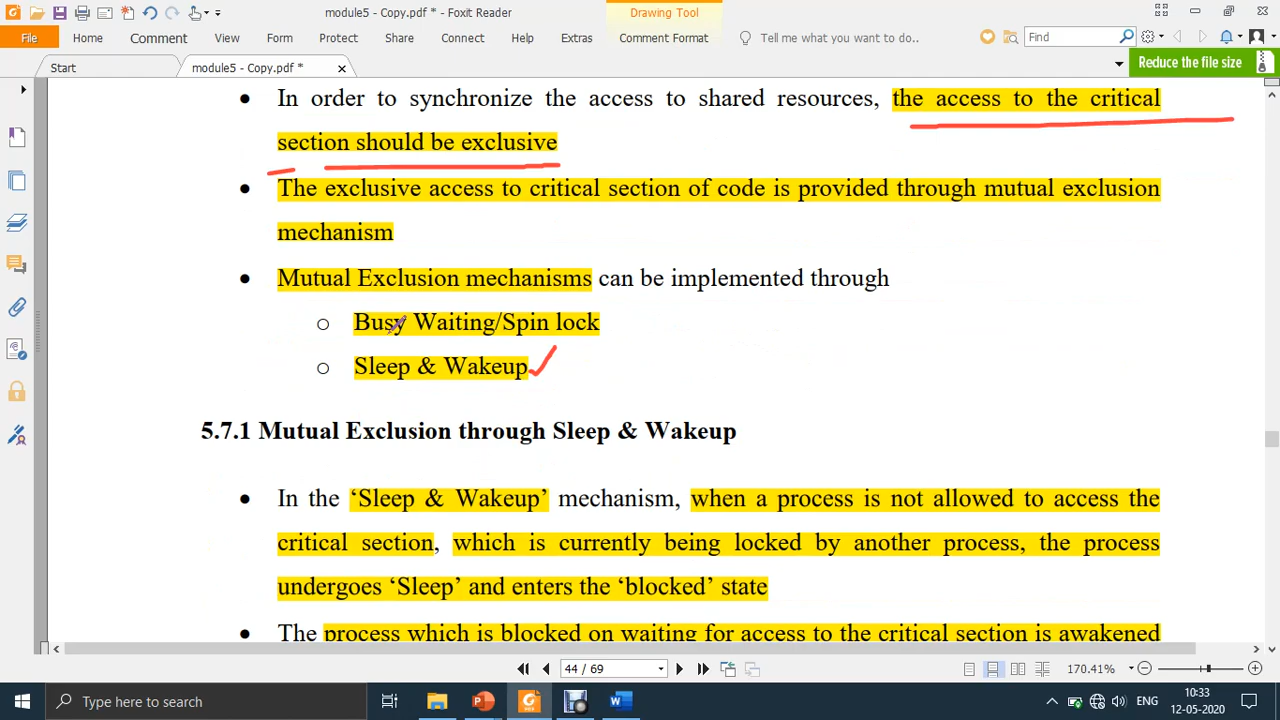 module5 - Copy.pdf * - Foxit Reader
Drawing Tool
File Home Comment View Form Protect Share Connect Help Extras Comment Format Tell me what you want to do.. Find
Start module5 - Copy.pdf * Reduce the file size
• In order to synchronize the access to shared resources, the access to the critical
section should be exclusive
• The exclusive access to critical section of code is provided through mutual exclusion
mechanism
• Mutual Exclusion mechanisms can be implemented through
o Busy Waiting/Spin lock
o Sleep & Wakeup
5.7.1 Mutual Exclusion through Sleep & Wakeup
• In the ‘Sleep & Wakeup’ mechanism, when a process is not allowed to access the
critical section, which is currently being locked by another process, the process
undergoes ‘Sleep’ and enters the ‘blocked’ state
• The process which is blocked on waiting for access to the critical section is awakened
44 / 69 170.41%
Type here to search
ENG
10:33
12-05-2020